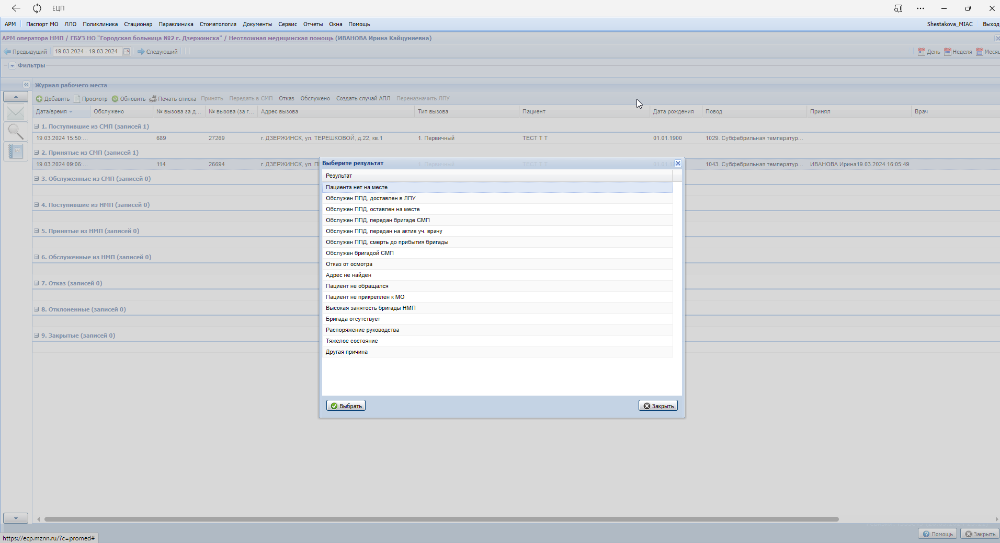 ЕЦП
АРМ Паспорт МО ЛЛО Поликлиника Стационар Параклиника Стоматология Документы Сервис Отчеты Окна Помощь Shestakova_MIAC Выход
АРМ оператора НМП / ГБУЗ НО "Городская больница №2 г. Дзержинска" / Неотложная медицинская помощь (ИВАНОВА Ирина Кайцуниевна)
Предыдущий 19.03.2024 - 19.03.2024 Следующий День Неделя Месяц
Фильтры
Журнал рабочего места
Добавить Просмотр Обновить Печать списка Принять Передать в СМП Отказ Обслужено Создать случай АПЛ Переназначить ЛПУ
Дата/время Обслужено № вызова за д... № вызова (за г... Адрес вызова Тип вызова Пациент Дата рождения Повод Принял Врач
1. Поступившие из СМП (записей 1)
19.03.2024 15:50:... 689 27269 г. ДЗЕРЖИНСК, ул. ТЕРЕШКОВОЙ, д.22, кв.1 1. Первичный ТЕСТ Т Т 01.01.1900 1029. Субфебрильная температур...
2. Принятые из СМП (записей 1)
19.03.2024 09:06:... 114 26694 г. ДЗЕРЖИНСК, ул. П 1. Первичный ТЕСТ Т Т 01.01.1 1043. Субфебрильная температур... ИВАНОВА Ирина19.03.2024 16:05:49
3. Обслуженные из СМП (записей 0)
4. Поступившие из НМП (записей 0)
5. Принятые из НМП (записей 0)
6. Обслуженные из НМП (записей 0)
7. Отказ (записей 0)
8. Отклоненные (записей 0)
9. Закрытые (записей 0)
Выберите результат
Результат
Пациента нет на месте
Обслужен ППД, доставлен в ЛПУ
Обслужен ППД, оставлен на месте
Обслужен ППД, передан бригаде СМП
Обслужен ППД, передан на актив уч. врачу
Обслужен ППД, смерть до прибытия бригады
Обслужен бригадой СМП
Отказ от осмотра
Адрес не найден
Пациент не обращался
Пациент не прикреплен к МО
Высокая занятость бригады НМП
Бригада отсутствует
Распоряжение руководства
Тяжелое состояние
Другая причина
Выбрать Закрыть
Помощь Закрыть
https://ecp.mznn.ru/?c=promed#